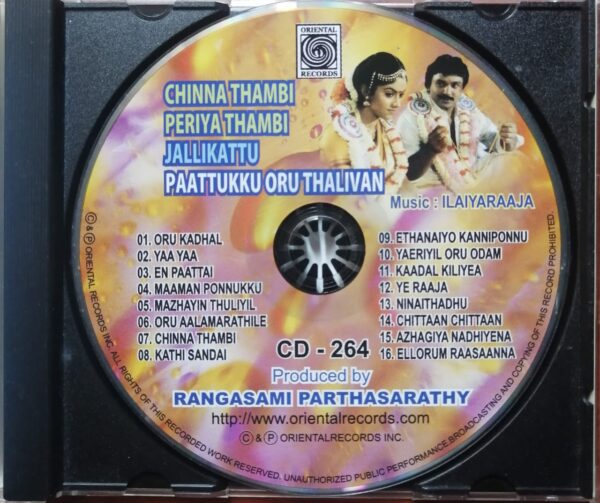 ORIENTAL
RECORDS
CHINNA THAMBI
PERIYA THAMBI
JALLIKATTU
PAATTUKKU ORU THALIVAN
Music : ILAIYARAAJA
01. ORU KADHAL
02. YAA YAA
03. EN PAATTAI
04. MAAMAN PONNUKKU
05. MAZHAYIN THULIYIL
06. ORU AALAMARATHILE
07. CHINNA THAMBI
08. KATHI SANDAI
09. ETHANAIYO KANNIPONNU
10. YAERIYIL ORU ODAM
11. KAADAL KILIYEA
12. YE RAAJA
13. NINAITHADHU
14. CHITTAAN CHITTAAN
15. AZHAGIYA NADHIYENA
16. ELLORUM RAASAANNA
CD - 264
Produced by
RANGASAMI PARTHASARATHY
http://www.orientalrecords.com
© & ℗ ORIENTALRECORDS INC.
© & ℗ ORIENTAL RECORDS INC. ALL RIGHTS OF THE RECORDED WORK RESERVED. UNAUTHORIZED PUBLIC PERFORMANCE,BROADCASTING AND COPYING OF THIS RECORD PROHIBITED.